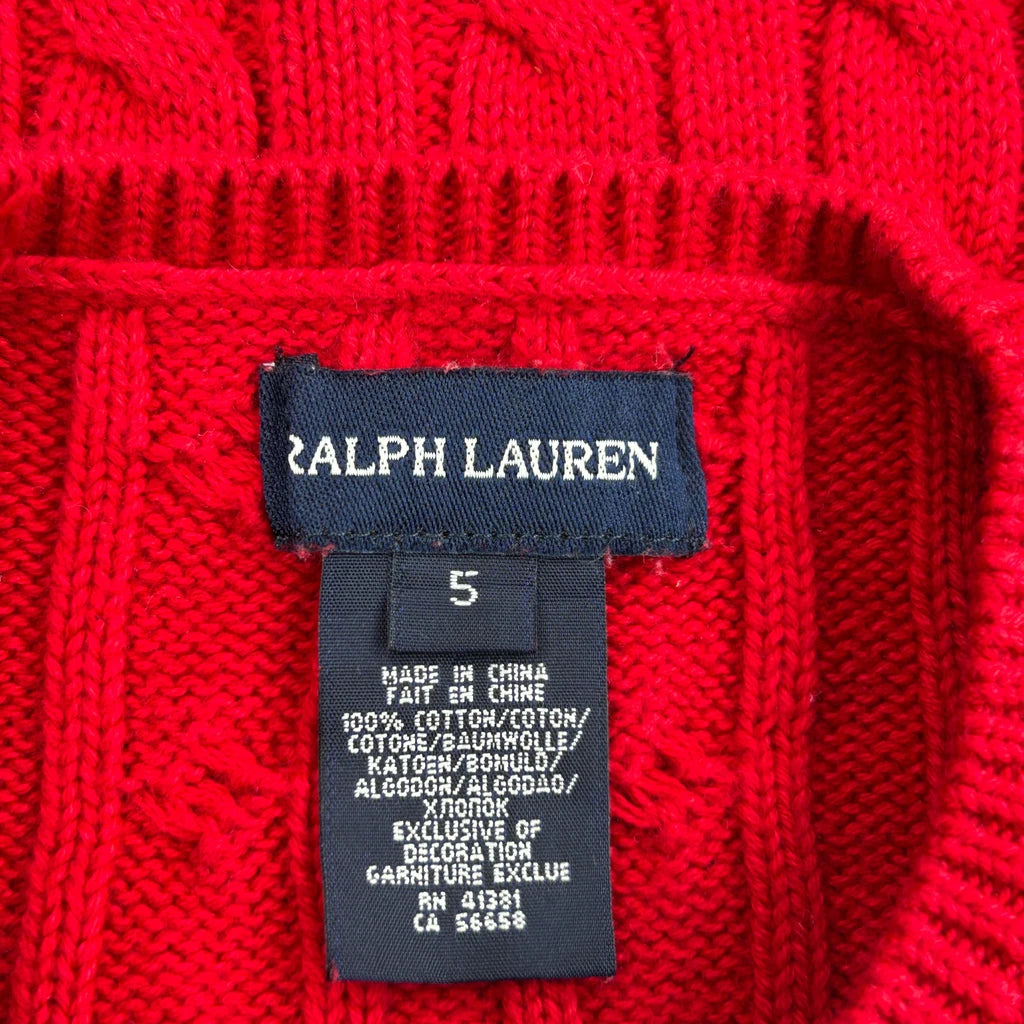 RALPH LAUREN
5
MADE IN CHINA
FAIT EN CHINE
100% COTTON/COTON/
COTONE/BAUMWOLLE/
KATOEN/BOMULD/
ALGODON/ALGODAO/
ХЛОПОК
EXCLUSIVE OF
DECORATION
GARNITURE EXCLUE
RN 41381
CA 56658